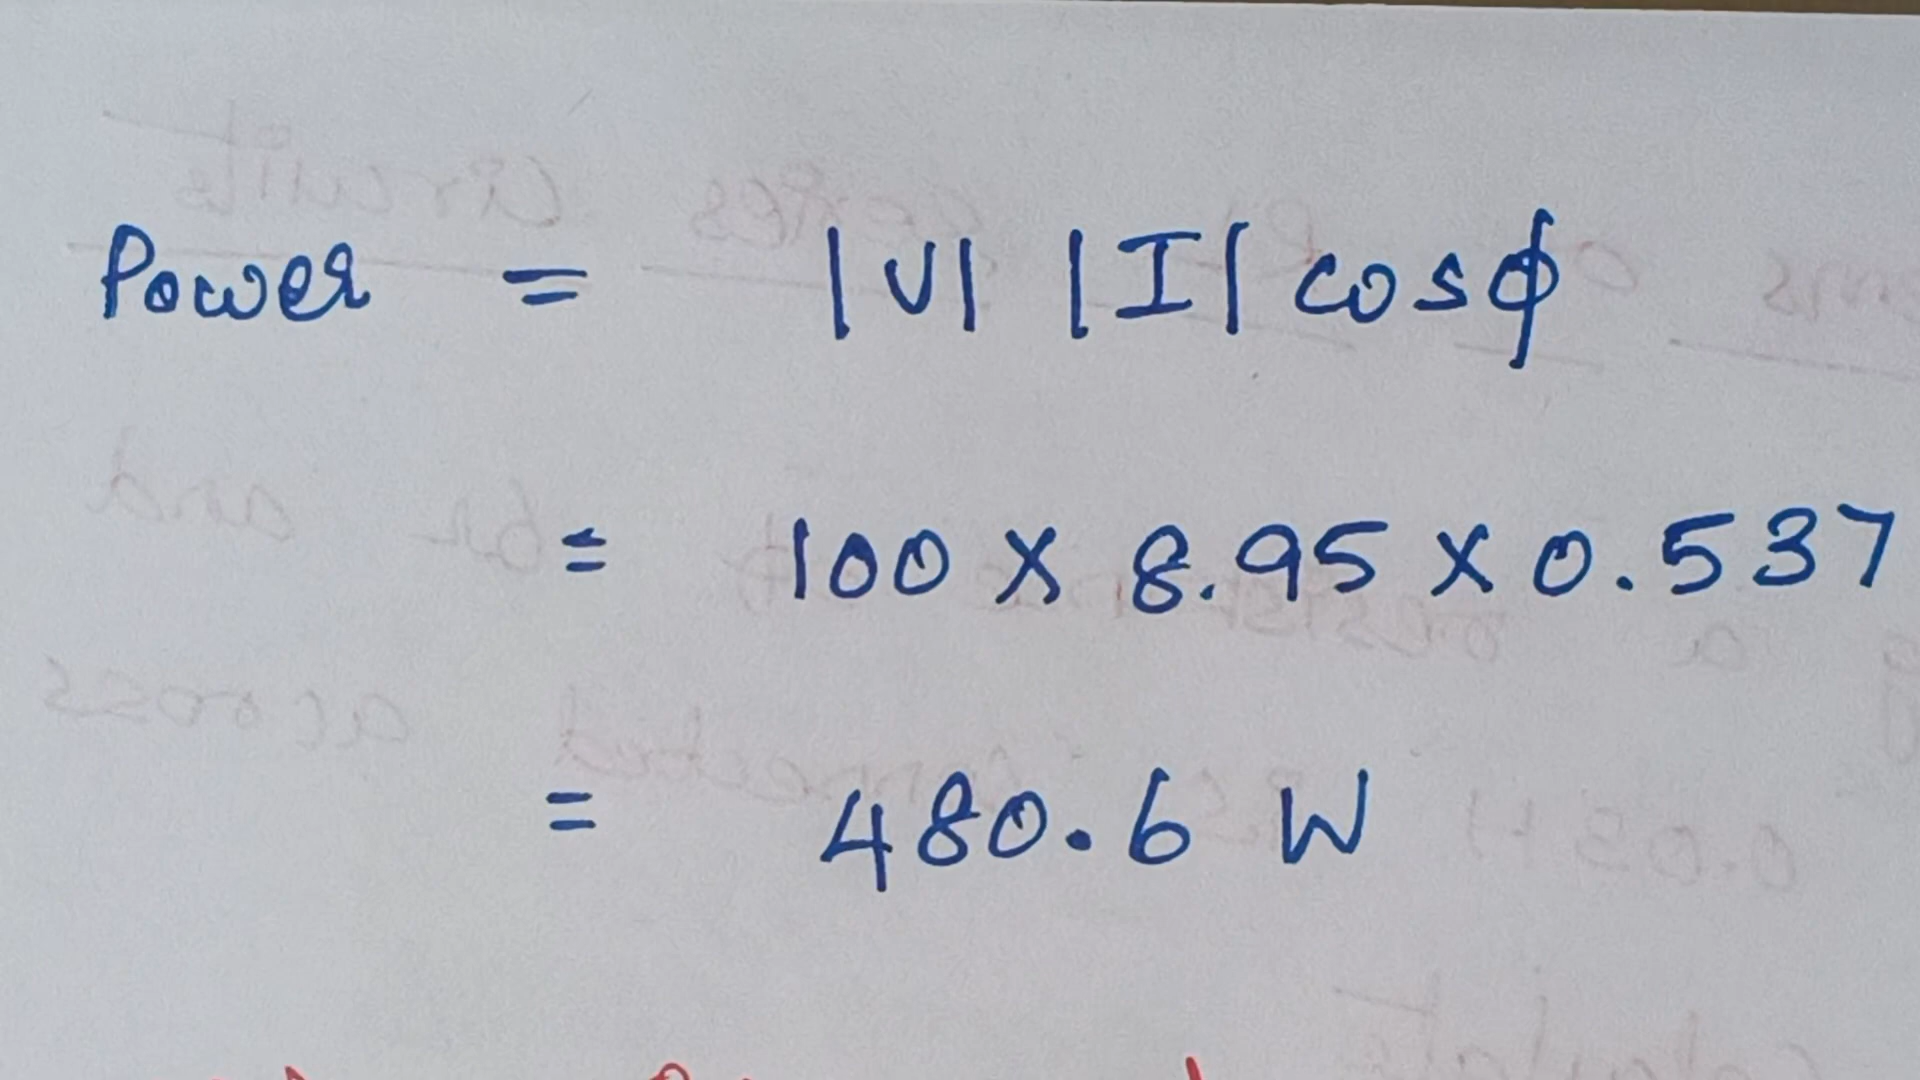 Power = |V| |I| cosϕ
= 100 × 8.95 × 0.537
= 480.6 W